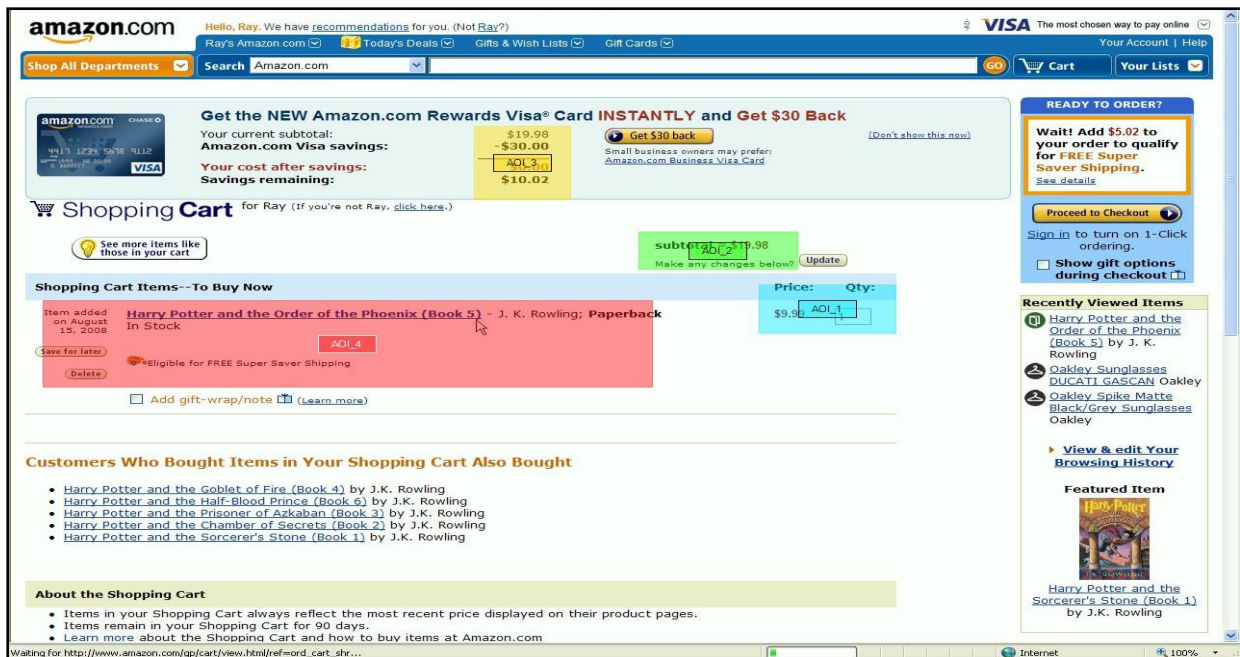 amazon.com
Hello, Ray. We have recommendations for you. (Not Ray?)
VISA The most chosen way to pay online
Ray's Amazon.com Today's Deals Gifts & Wish Lists Gift Cards
Your Account | Help
Shop All Departments Search Amazon.com GO Cart Your Lists
amazon.com CHASE
VISA
Get the NEW Amazon.com Rewards Visa® Card INSTANTLY and Get $30 Back
Your current subtotal: $19.98
Amazon.com Visa savings: -$30.00
Your cost after savings:
AOI_3
Savings remaining: $10.02
Get $30 back
Small business owners may prefer:
Amazon.com Business Visa Card
(Don't show this now)
READY TO ORDER?
Wait! Add $5.02 to
your order to qualify
for FREE Super
Saver Shipping.
See details
Proceed to Checkout
Sign in to turn on 1-Click
ordering.
Show gift options
during checkout
Shopping Cart for Ray (If you're not Ray, click here.)
See more items like
those in your cart
subtotal = $19.98
AOI_2
Make any changes below? Update
Shopping Cart Items--To Buy Now Price: Qty:
Item added
on August
15, 2008
Harry Potter and the Order of the Phoenix (Book 5) - J. K. Rowling; Paperback
In Stock
$9.99 AOI_1
AOI_4
Save for later
Eligible for FREE Super Saver Shipping
Delete
Add gift-wrap/note (Learn more)
Recently Viewed Items
Harry Potter and the
Order of the Phoenix
(Book 5) by J. K.
Rowling
Oakley Sunglasses
DUCATI GASCAN Oakley
Oakley Spike Matte
Black/Grey Sunglasses
Oakley
View & edit Your
Browsing History
Featured Item
Harry Potter
Harry Potter and the
Sorcerer's Stone (Book 1)
by J.K. Rowling
Customers Who Bought Items in Your Shopping Cart Also Bought
Harry Potter and the Goblet of Fire (Book 4) by J.K. Rowling
Harry Potter and the Half-Blood Prince (Book 6) by J.K. Rowling
Harry Potter and the Prisoner of Azkaban (Book 3) by J.K. Rowling
Harry Potter and the Chamber of Secrets (Book 2) by J.K. Rowling
Harry Potter and the Sorcerer's Stone (Book 1) by J.K. Rowling
About the Shopping Cart
Items in your Shopping Cart always reflect the most recent price displayed on their product pages.
Items remain in your Shopping Cart for 90 days.
Learn more about the Shopping Cart and how to buy items at Amazon.com
Waiting for http://www.amazon.com/gp/cart/view.html/ref=ord_cart_shr... Internet 100%